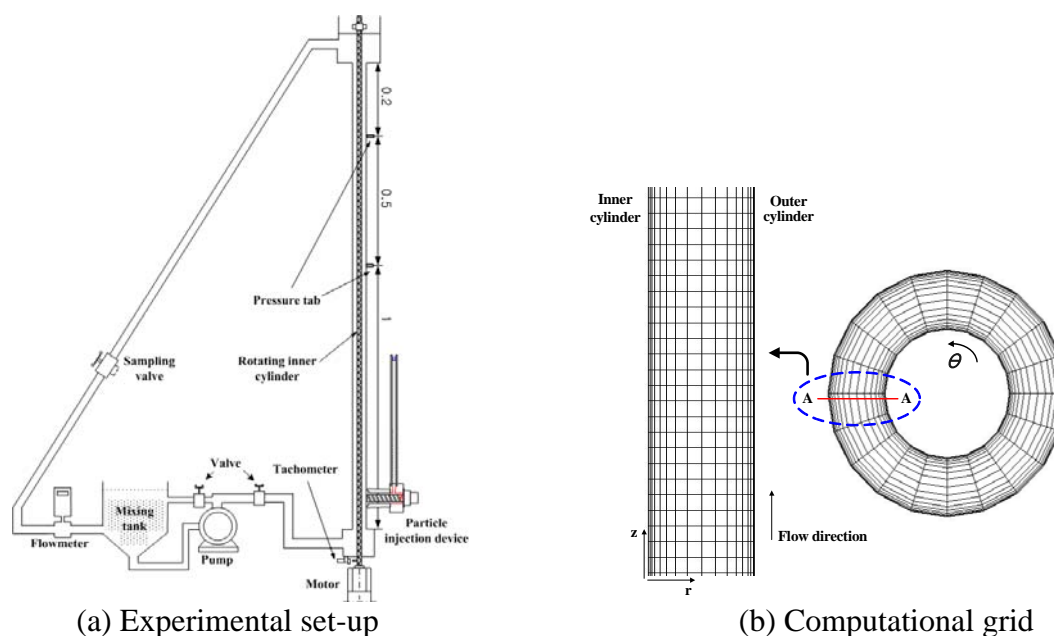 0.2
0.5
Pressure tab
1
Rotating inner
cylinder
Sampling
valve
Valve
Tachometer
Mixing
tank
Flowmeter
Pump
Particle
injection device
Motor
(a) Experimental set-up
Inner
cylinder
Outer
cylinder
θ
A
A
z
Flow direction
r
(b) Computational grid